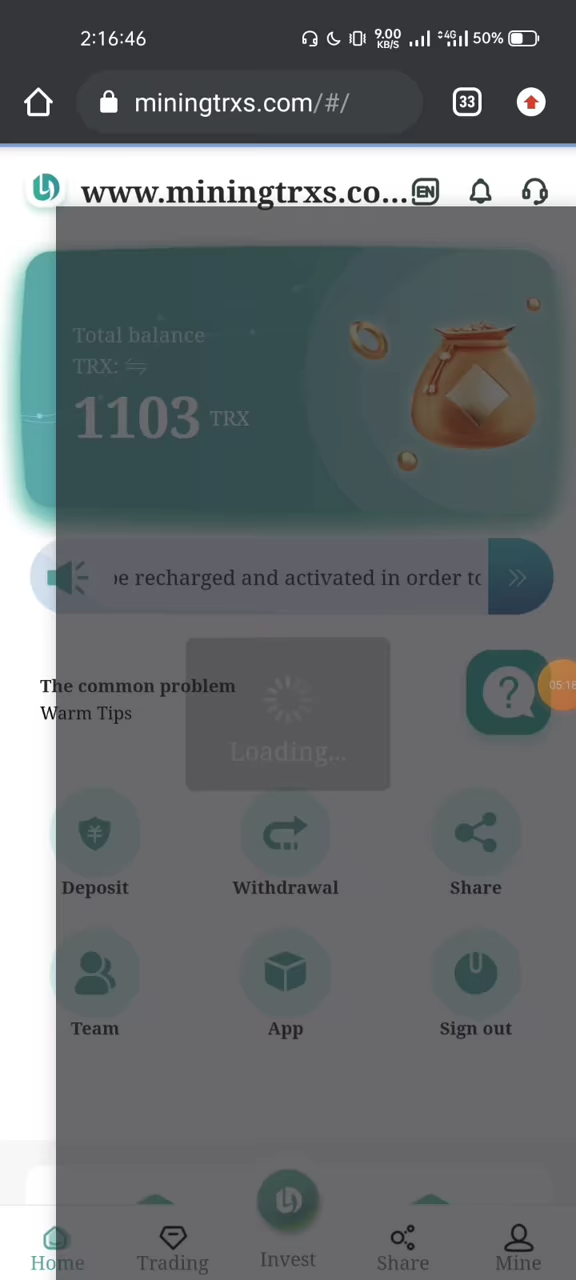 2:16:46
9.00
KB/S
4G
50%
miningtrxs.com/#/
33
www.miningtrxs.co...
EN
Total balance
TRX:
1103 TRX
be recharged and activated in order to
The common problem
Warm Tips
05:18
Loading...
Deposit
Withdrawal
Share
Team
App
Sign out
Home
Trading
Invest
Share
Mine